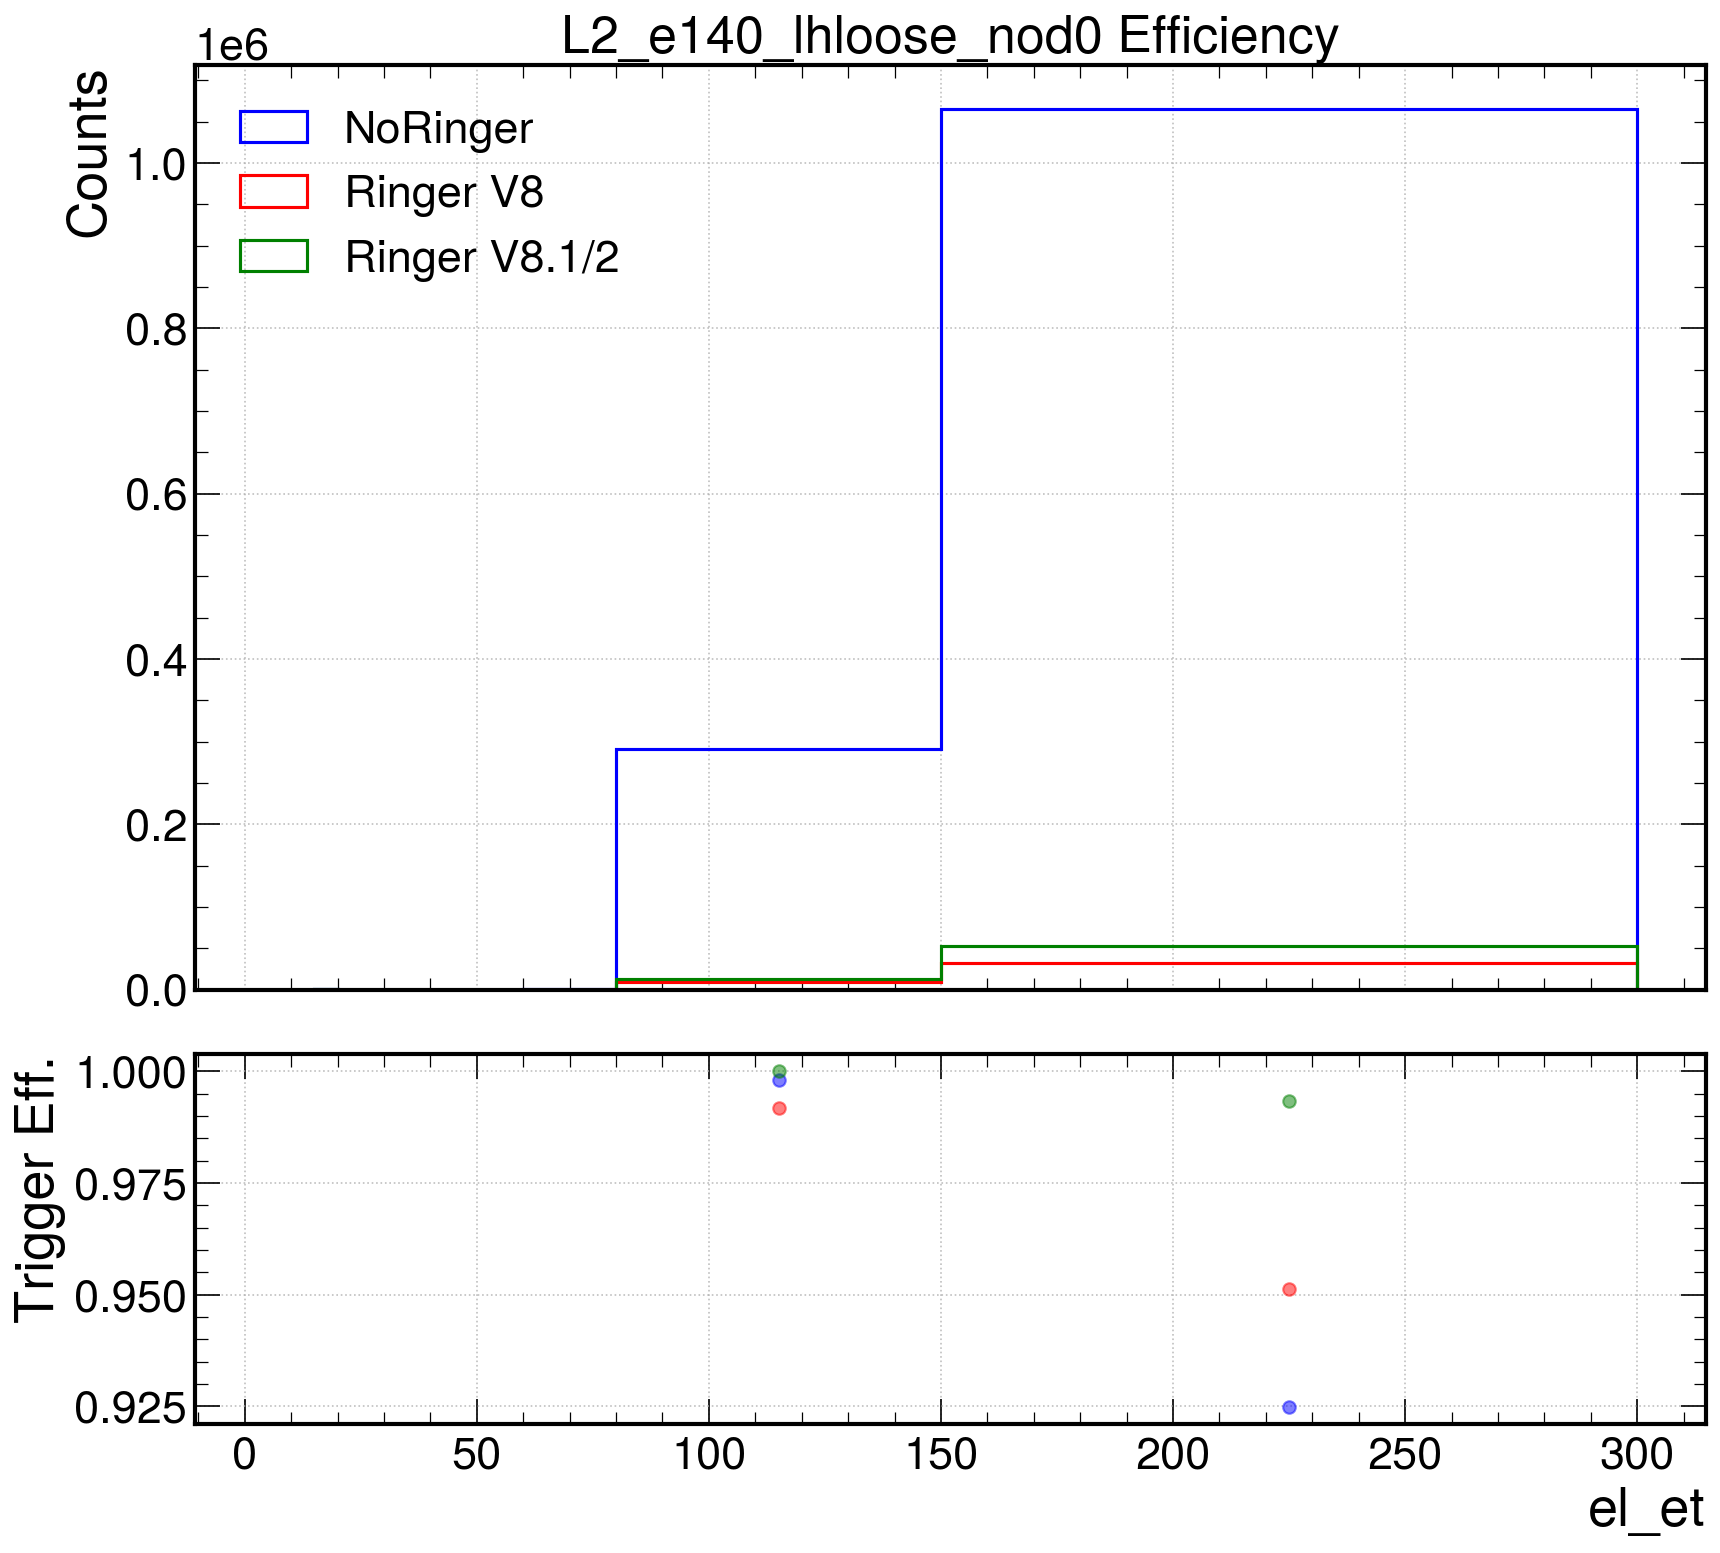 L2_e140_lhloose_nod0 Efficiency
1e6
Counts
NoRinger
Ringer V8
Ringer V8.1/2
1.0
0.8
0.6
0.4
0.2
0.0
Trigger Eff.
1.000
0.975
0.950
0.925
0 50 100 150 200 250 300
el_et